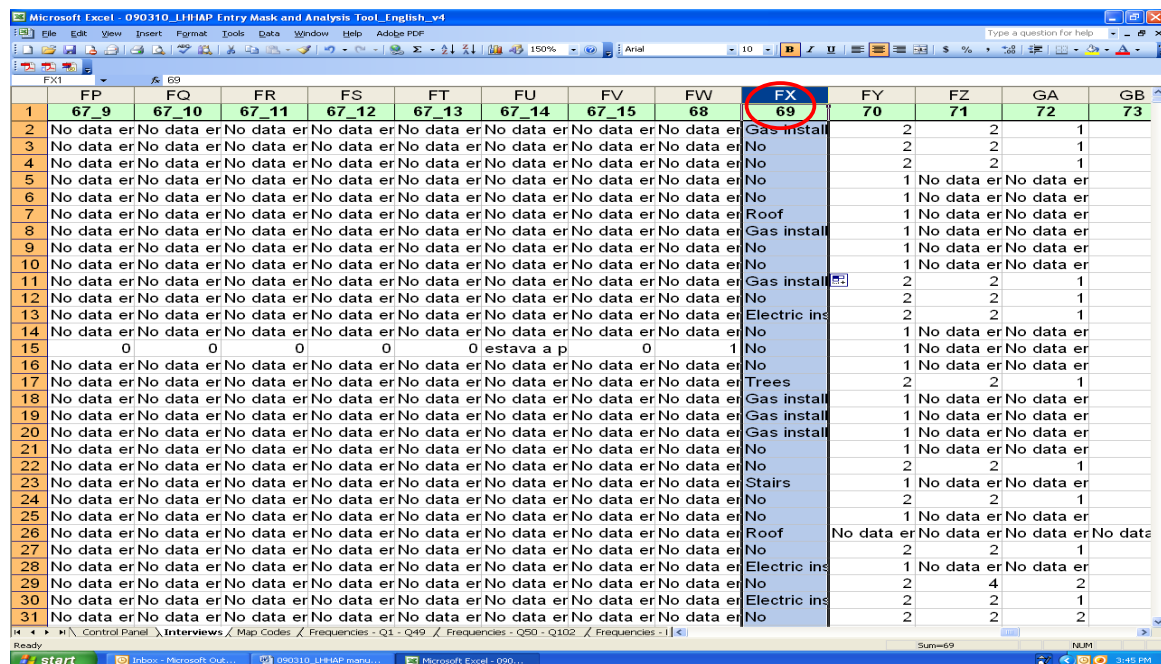 Microsoft Excel - 090310_LHHAP Entry Mask and Analysis Tool_English_v4
File Edit View Insert Format Tools Data Window Help Adobe PDF
Type a question for help
150% Arial 10 B I U $ % ,
FX1 fx 69
FP FQ FR FS FT FU FV FW FX FY FZ GA GB
1 67_9 67_10 67_11 67_12 67_13 67_14 67_15 68 69 70 71 72 73
2 No data er No data er No data er No data er No data er No data er No data er No data er Gas install 2 2 1
3 No data er No data er No data er No data er No data er No data er No data er No data er No 2 2 1
4 No data er No data er No data er No data er No data er No data er No data er No data er No 2 2 1
5 No data er No data er No data er No data er No data er No data er No data er No data er No 1 No data er No data er
6 No data er No data er No data er No data er No data er No data er No data er No data er No 1 No data er No data er
7 No data er No data er No data er No data er No data er No data er No data er No data er Roof 1 No data er No data er
8 No data er No data er No data er No data er No data er No data er No data er No data er Gas install 1 No data er No data er
9 No data er No data er No data er No data er No data er No data er No data er No data er No 1 No data er No data er
10 No data er No data er No data er No data er No data er No data er No data er No data er No 1 No data er No data er
11 No data er No data er No data er No data er No data er No data er No data er No data er Gas install 2 2 1
12 No data er No data er No data er No data er No data er No data er No data er No data er No 2 2 1
13 No data er No data er No data er No data er No data er No data er No data er No data er Electric ins 2 2 1
14 No data er No data er No data er No data er No data er No data er No data er No data er No 1 No data er No data er
15 0 0 0 0 0 estava a p 0 1 No 1 No data er No data er
16 No data er No data er No data er No data er No data er No data er No data er No data er No 1 No data er No data er
17 No data er No data er No data er No data er No data er No data er No data er No data er Trees 2 2 1
18 No data er No data er No data er No data er No data er No data er No data er No data er Gas install 1 No data er No data er
19 No data er No data er No data er No data er No data er No data er No data er No data er Gas install 1 No data er No data er
20 No data er No data er No data er No data er No data er No data er No data er No data er Gas install 1 No data er No data er
21 No data er No data er No data er No data er No data er No data er No data er No data er No 1 No data er No data er
22 No data er No data er No data er No data er No data er No data er No data er No data er No 2 2 1
23 No data er No data er No data er No data er No data er No data er No data er No data er Stairs 1 No data er No data er
24 No data er No data er No data er No data er No data er No data er No data er No data er No 2 2 1
25 No data er No data er No data er No data er No data er No data er No data er No data er No 1 No data er No data er
26 No data er No data er No data er No data er No data er No data er No data er No data er Roof No data er No data er No data er No data
27 No data er No data er No data er No data er No data er No data er No data er No data er No 2 2 1
28 No data er No data er No data er No data er No data er No data er No data er No data er Electric ins 1 No data er No data er
29 No data er No data er No data er No data er No data er No data er No data er No data er No 2 4 2
30 No data er No data er No data er No data er No data er No data er No data er No data er Electric ins 2 2 1
31 No data er No data er No data er No data er No data er No data er No data er No data er No 2 2 2
Control Panel Interviews Map Codes Frequencies - Q1 - Q49 Frequencies - Q50 - Q102 Frequencies - I
Ready Sum=69 NUM
start Inbox - Microsoft Out... 090310_LHHAP manu... Microsoft Excel - 090... 3:45 PM